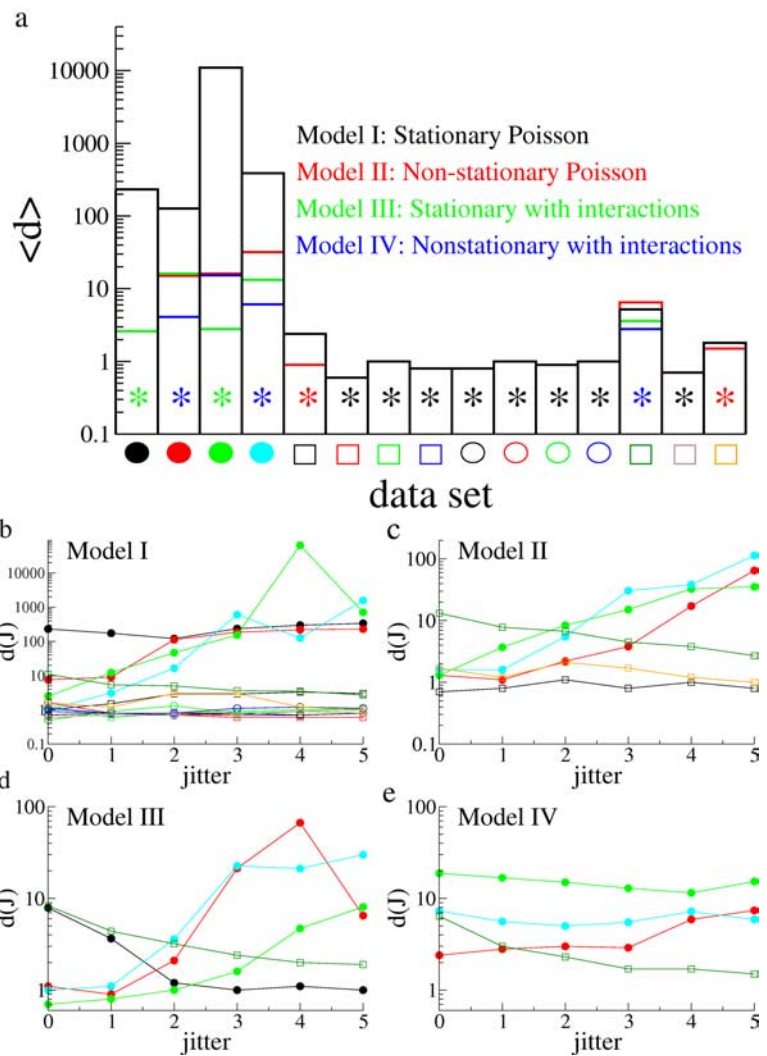 a
10000
1000
100
10
1
0.1
<d>
Model I: Stationary Poisson
Model II: Non-stationary Poisson
Model III: Stationary with interactions
Model IV: Nonstationary with interactions
* * * * * * * * * * * * * * *
data set
b
Model I
10000
1000
100
10
1
0.1
d(J)
0 1 2 3 4 5
jitter
c
Model II
100
10
1
0.1
d(J)
0 1 2 3 4 5
jitter
d
Model III
100
10
1
d(J)
0 1 2 3 4 5
jitter
e
Model IV
100
10
1
d(J)
0 1 2 3 4 5
jitter